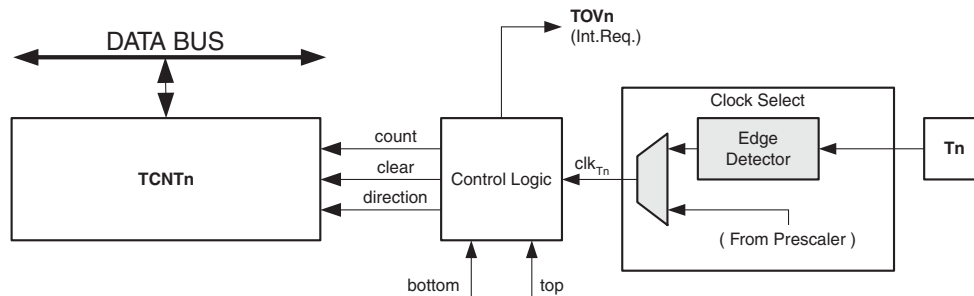 TOVn
(Int.Req.)
DATA BUS
Clock Select
count
Edge
Detector
Tn
clkTn
TCNTn
clear
Control Logic
direction
( From Prescaler )
bottom
top